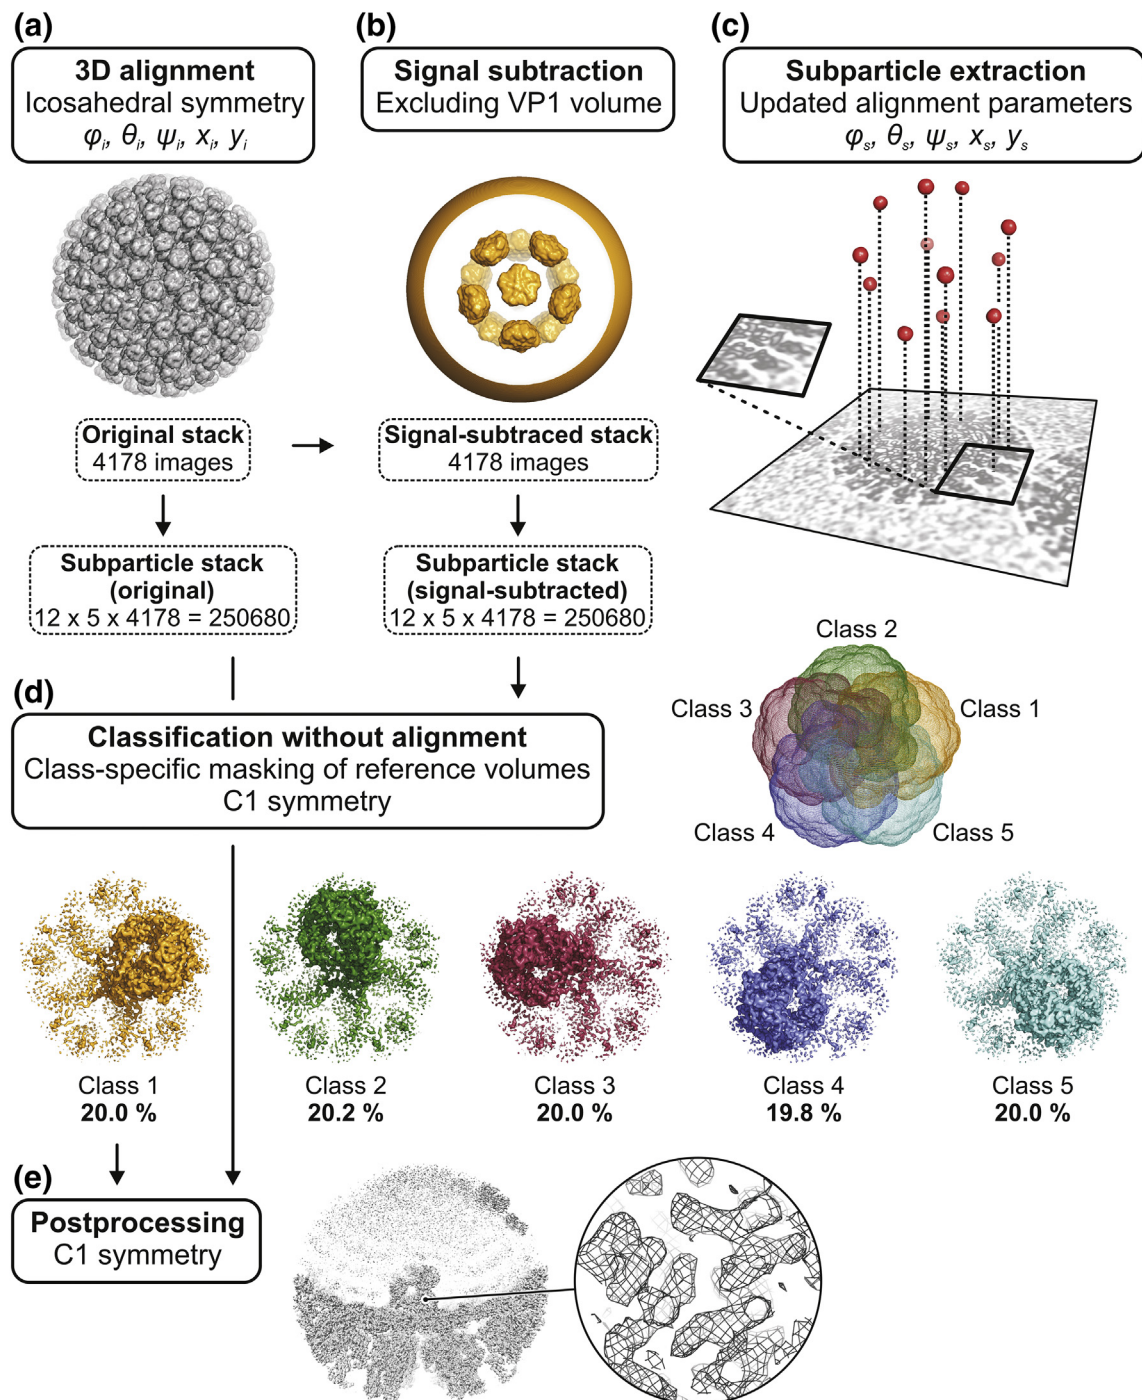 (a)
3D alignment
Icosahedral symmetry
φi, θi, ψi, xi, yi
(b)
Signal subtraction
Excluding VP1 volume
(c)
Subparticle extraction
Updated alignment parameters
φs, θs, ψs, xs, ys
Original stack
4178 images
Signal-subtraced stack
4178 images
Subparticle stack
(original)
12 x 5 x 4178 = 250680
Subparticle stack
(signal-subtracted)
12 x 5 x 4178 = 250680
(d)
Classification without alignment
Class-specific masking of reference volumes
C1 symmetry
Class 2
Class 3
Class 1
Class 4
Class 5
Class 1
20.0 %
Class 2
20.2 %
Class 3
20.0 %
Class 4
19.8 %
Class 5
20.0 %
(e)
Postprocessing
C1 symmetry